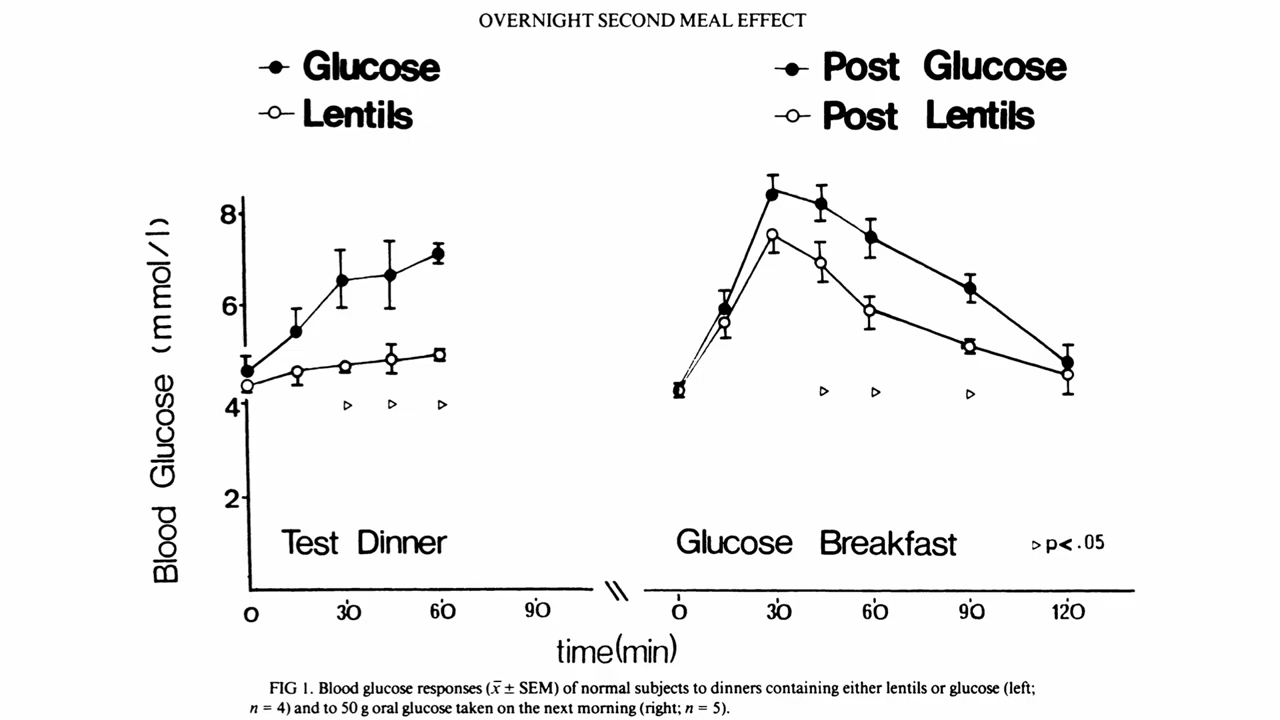 OVERNIGHT SECOND MEAL EFFECT
Glucose
Lentils
Post Glucose
Post Lentils
Blood Glucose (mmol/l)
8
6
4
2
Test Dinner
Glucose Breakfast
▹ p< .05
0 30 60 90
0 30 60 90 120
time(min)
FIG 1. Blood glucose responses (x̄ ± SEM) of normal subjects to dinners containing either lentils or glucose (left;
n = 4) and to 50 g oral glucose taken on the next morning (right; n = 5).